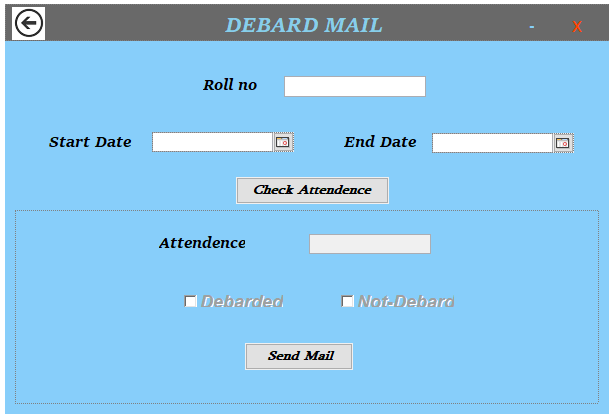 DEBARD MAIL - X
Roll no
Start Date End Date
Check Attendence
Attendence
Debarded Not-Debard
Send Mail